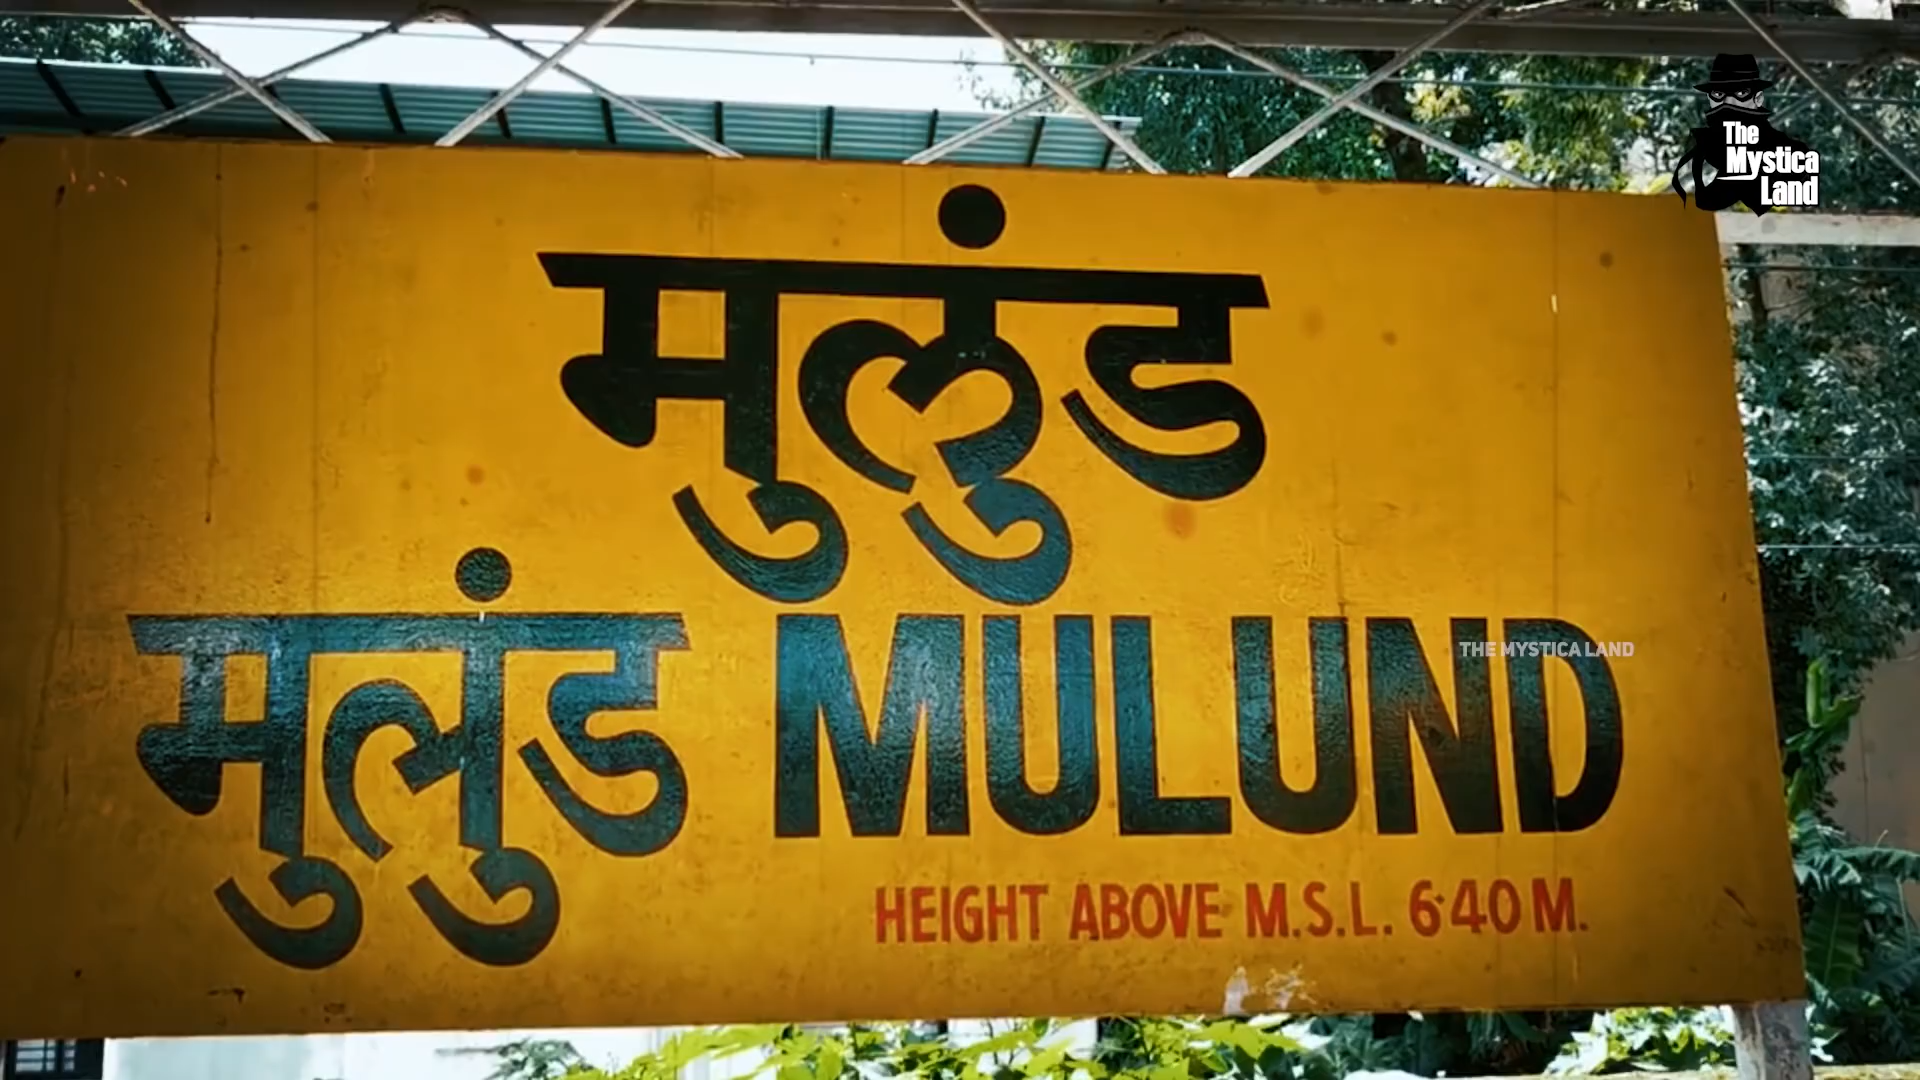 The
Mystica
Land
मुलुंड
मुलुंड MULUND
THE MYSTICA LAND
HEIGHT ABOVE M.S.L. 6·40 M.